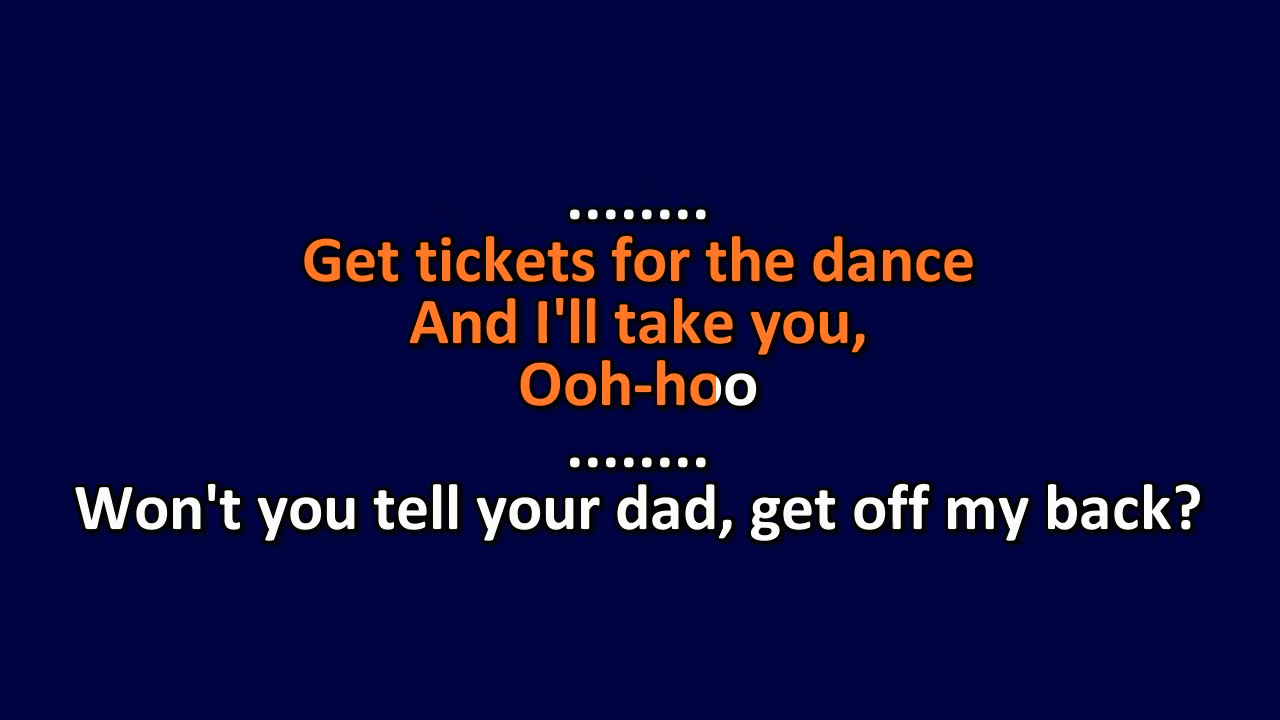 ........
Get tickets for the dance
And I'll take you,
Ooh-hoo
........
Won't you tell your dad, get off my back?